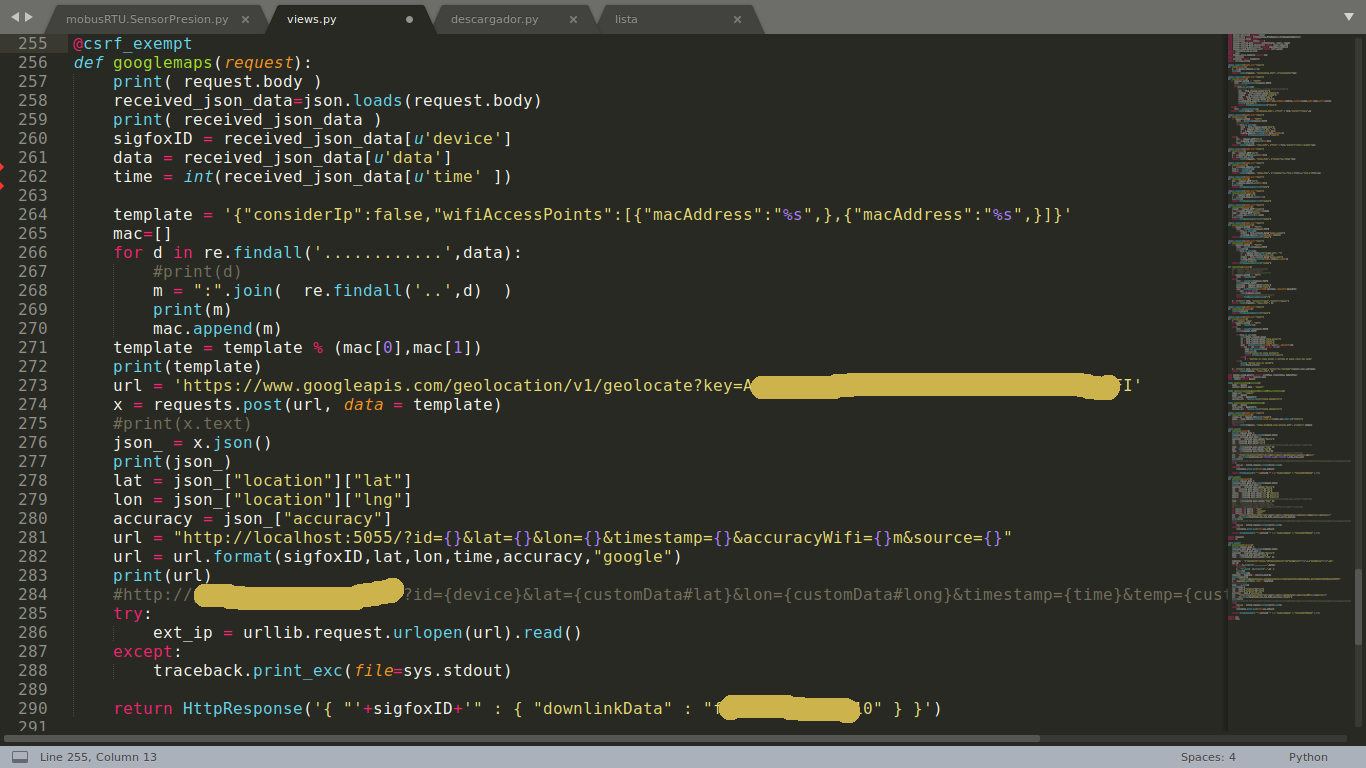 mobusRTU.SensorPresion.py × views.py descargador.py × lista ×
255 @csrf_exempt
256 def googlemaps(request):
257     print( request.body )
258     received_json_data=json.loads(request.body)
259     print( received_json_data )
260     sigfoxID = received_json_data[u'device']
261     data = received_json_data[u'data']
262     time = int(received_json_data[u'time' ])
263
264     template = '{"considerIp":false,"wifiAccessPoints":[{"macAddress":"%s",},{"macAddress":"%s",}]}'
265     mac=[]
266     for d in re.findall('............',data):
267         #print(d)
268         m = ":".join(  re.findall('..',d)  )
269         print(m)
270         mac.append(m)
271     template = template % (mac[0],mac[1])
272     print(template)
273     url = 'https://www.googleapis.com/geolocation/v1/geolocate?key=A FI'
274     x = requests.post(url, data = template)
275     #print(x.text)
276     json_ = x.json()
277     print(json_)
278     lat = json_["location"]["lat"]
279     lon = json_["location"]["lng"]
280     accuracy = json_["accuracy"]
281     url = "http://localhost:5055/?id={}&lat={}&lon={}&timestamp={}&accuracyWifi={}m&source={}"
282     url = url.format(sigfoxID,lat,lon,time,accuracy,"google")
283     print(url)
284     #http:// ?id={device}&lat={customData#lat}&lon={customData#long}&timestamp={time}&temp={cust
285     try:
286         ext_ip = urllib.request.urlopen(url).read()
287     except:
288         traceback.print_exc(file=sys.stdout)
289
290     return HttpResponse('{ "'+sigfoxID+'" : { "downlinkData" : "f 10" } }')
291
Line 255, Column 13 Spaces: 4 Python